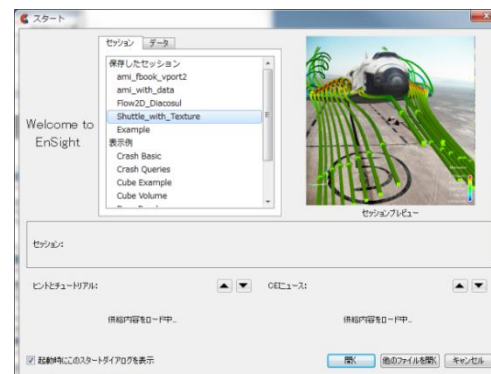 スタート
セッション データ
Welcome to
EnSight
保存したセッション
ami_fbook_vport2
ami_with_data
Flow2D_Diacosul
Shuttle_with_Texture
Example
表示例
Crash Basic
Crash Queries
Cube Example
Cube Volume
セッションプレビュー
セッション:
ヒントとチュートリアル:
CEIニュース:
供給内容をロード中...
供給内容をロード中...
起動時にこのスタートダイアログを表示
開く
他のファイルを開く
キャンセル